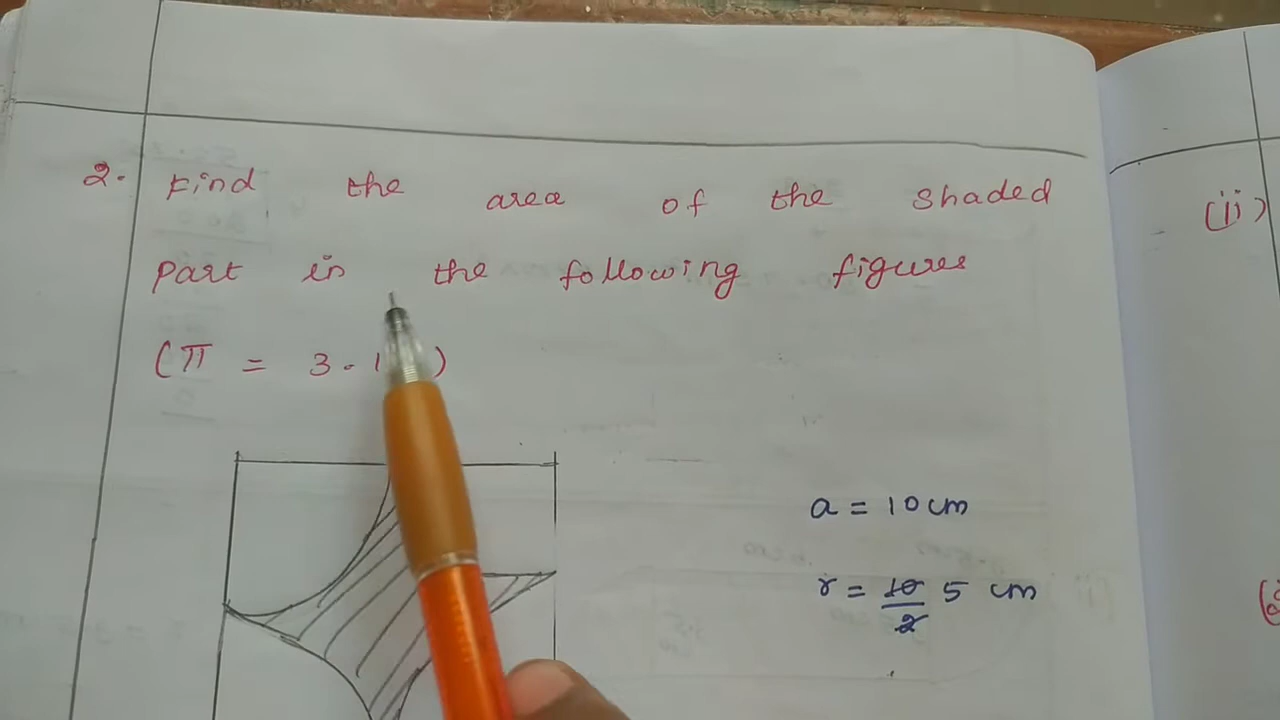 2. Find the area of the shaded
part in the following figures
(π = 3.1 )
a = 10 cm
r = 10/2 5 cm
(ii)